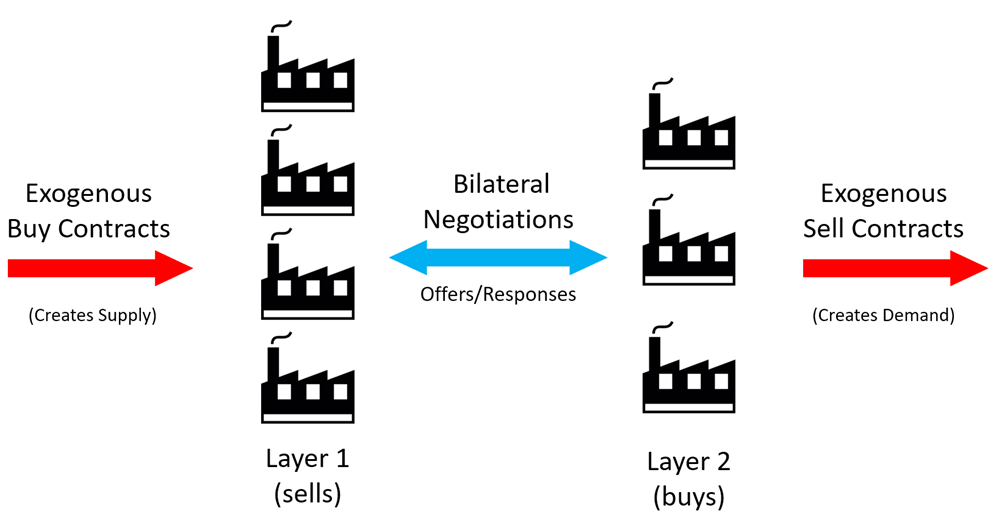 Exogenous
Buy Contracts
(Creates Supply)
Layer 1
(sells)
Bilateral
Negotiations
Offers/Responses
Layer 2
(buys)
Exogenous
Sell Contracts
(Creates Demand)